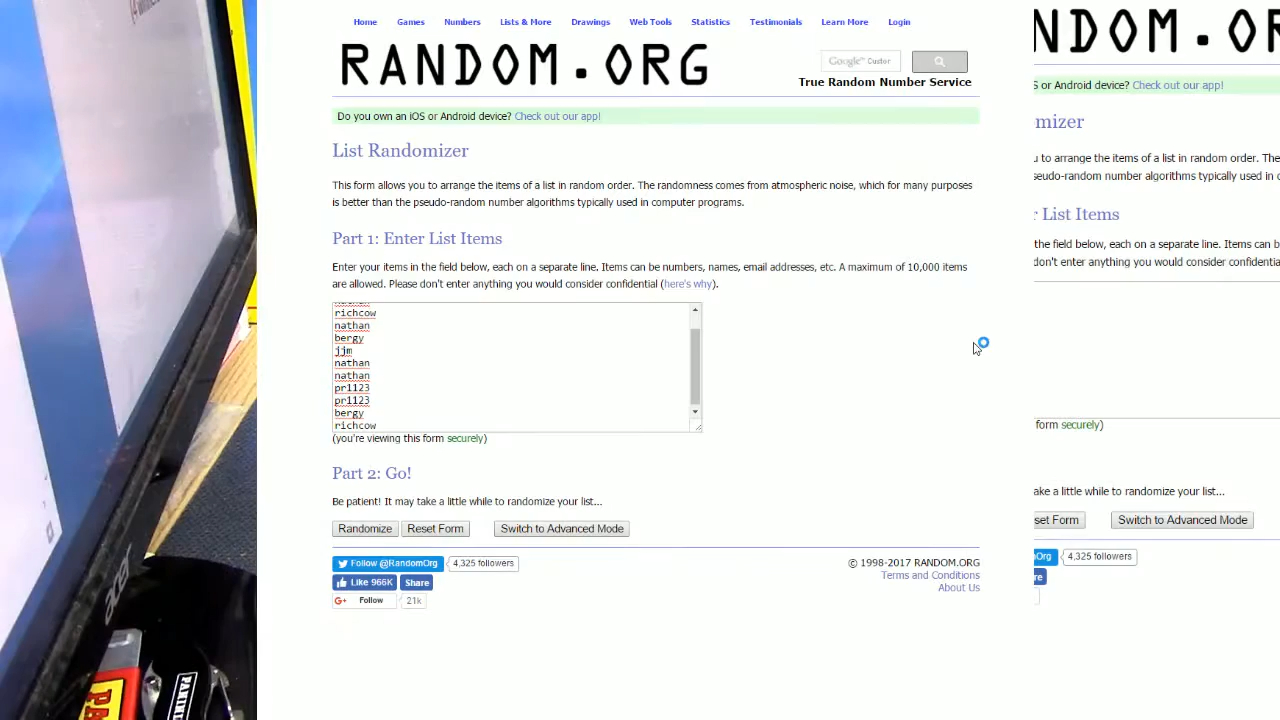 Home Games Numbers Lists & More Drawings Web Tools Statistics Testimonials Learn More Login
RANDOM.ORG
Google™ Custor
True Random Number Service
Do you own an iOS or Android device? Check out our app!
List Randomizer
This form allows you to arrange the items of a list in random order. The randomness comes from atmospheric noise, which for many purposes
is better than the pseudo-random number algorithms typically used in computer programs.
Part 1: Enter List Items
Enter your items in the field below, each on a separate line. Items can be numbers, names, email addresses, etc. A maximum of 10,000 items
are allowed. Please don't enter anything you would consider confidential (here's why).
richcow
nathan
bergy
jjm
nathan
nathan
pr1123
pr1123
bergy
richcow
(you're viewing this form securely)
Part 2: Go!
Be patient! It may take a little while to randomize your list...
Randomize Reset Form Switch to Advanced Mode
Follow @RandomOrg 4,325 followers
Like 966K Share
Follow 21k
© 1998-2017 RANDOM.ORG
Terms and Conditions
About Us
NDOM.OR
S or Android device? Check out our app!
mizer
u to arrange the items of a list in random order. The
seudo-random number algorithms typically used in c
r List Items
the field below, each on a separate line. Items can b
don't enter anything you would consider confidentia
form securely)
ake a little while to randomize your list...
set Form Switch to Advanced Mode
Org 4,325 followers
re
acer
PANINI